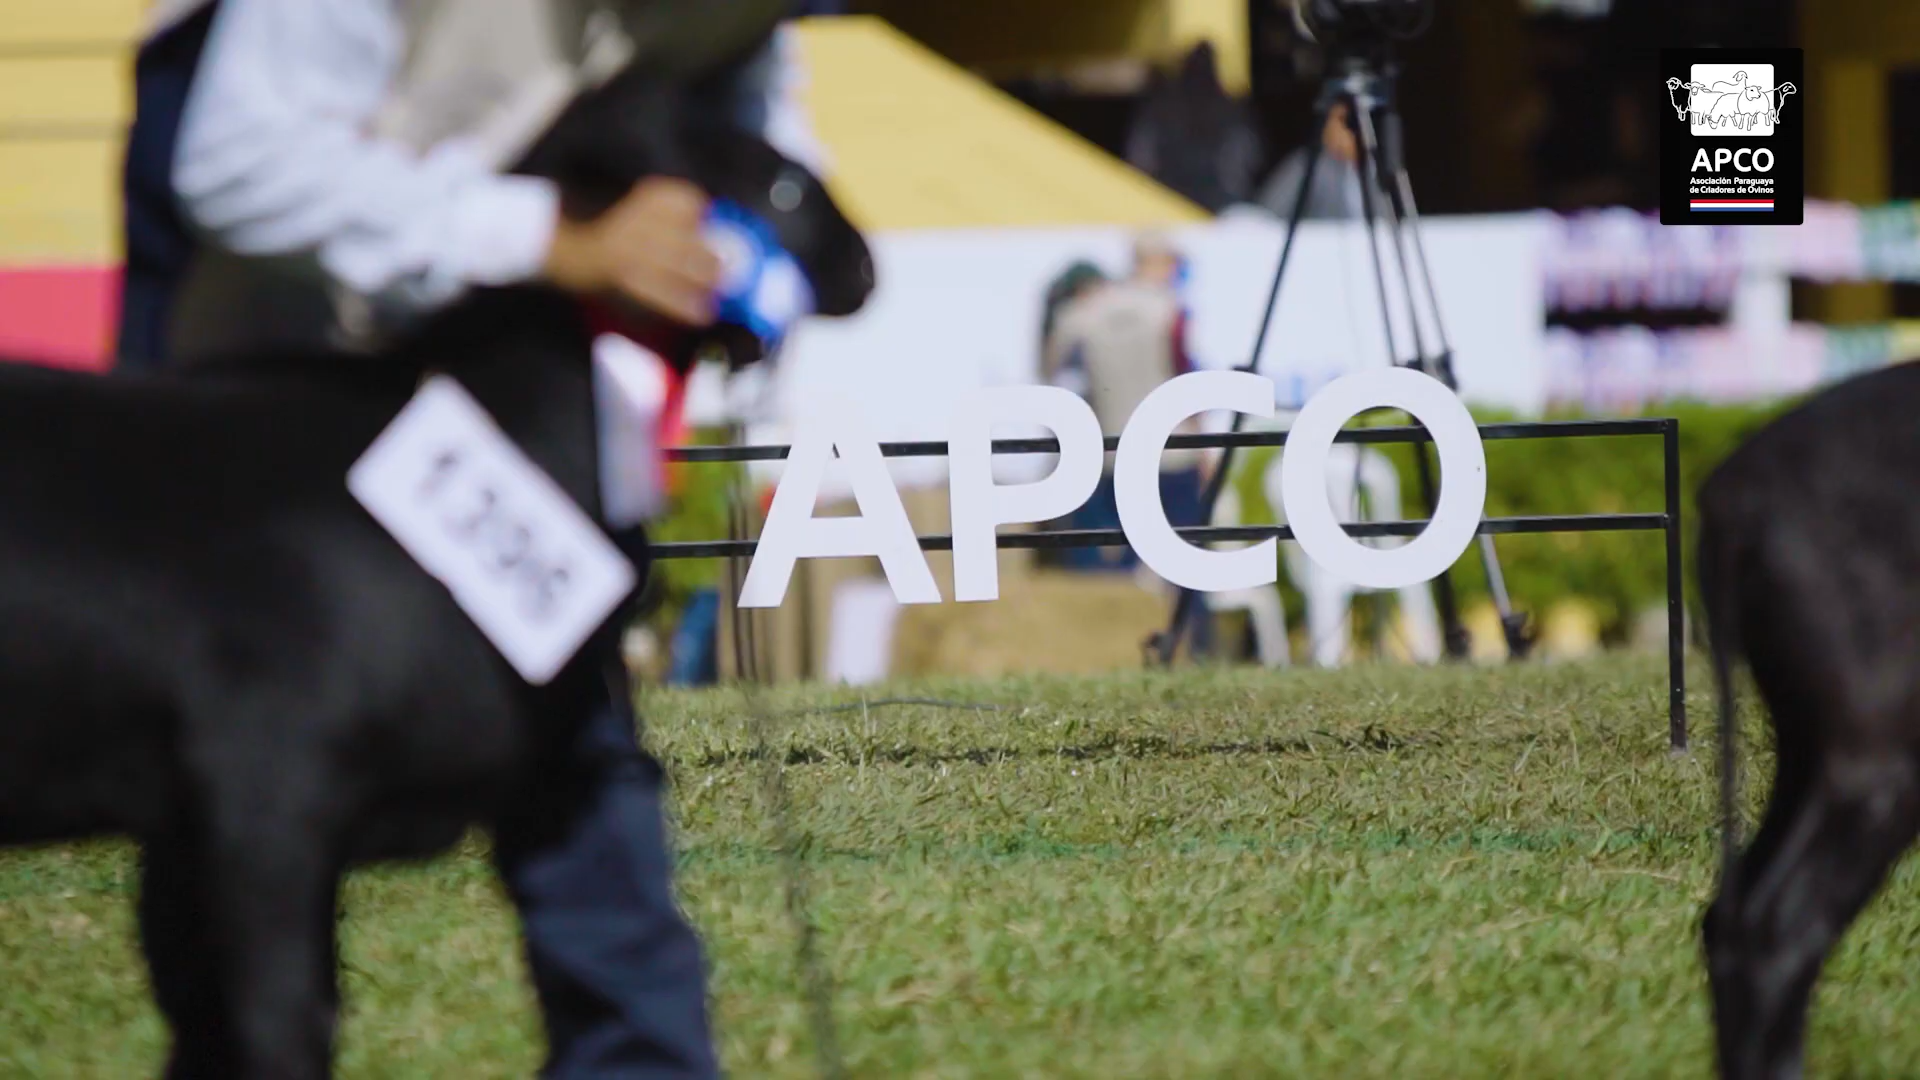 APCO
Asociación Paraguaya
de Criadores de Ovinos
APCO